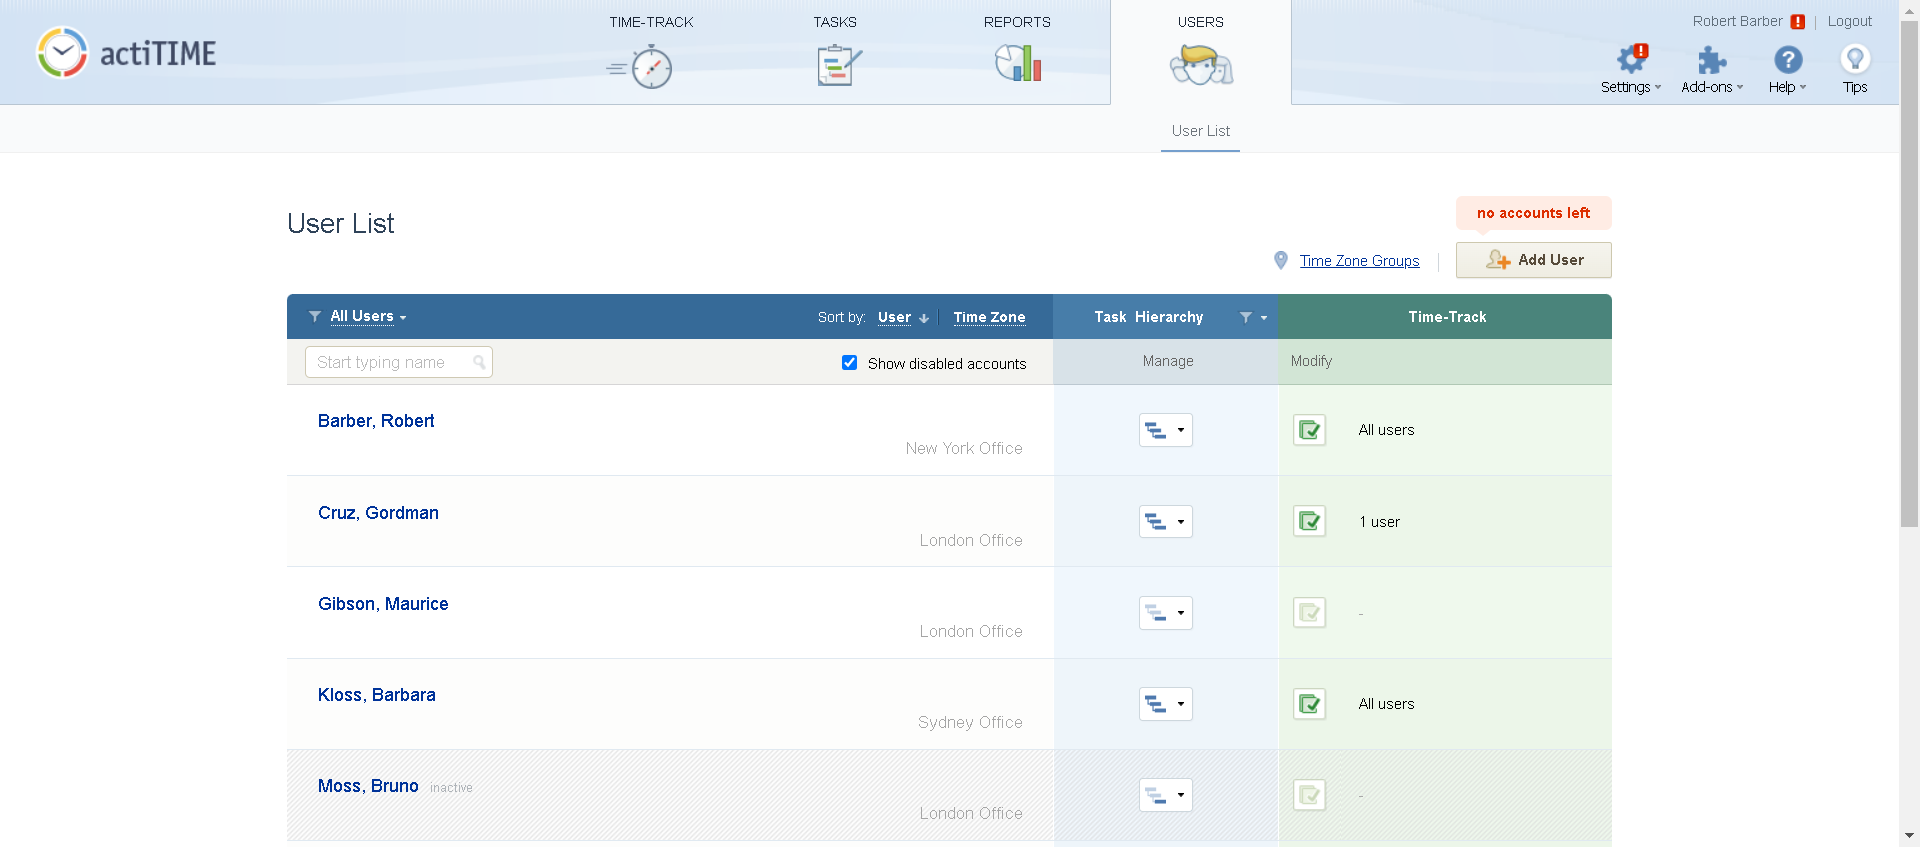 actiTIME
TIME-TRACK
TASKS
REPORTS
USERS
Robert Barber ! | Logout
Settings
Add-ons
Help
Tips
User List
User List
no accounts left
Time Zone Groups
Add User
All Users
Sort by: User Time Zone
Task Hierarchy
Time-Track
Start typing name
Show disabled accounts
Manage
Modify
Barber, Robert
New York Office
All users
Cruz, Gordman
London Office
1 user
Gibson, Maurice
London Office
-
Kloss, Barbara
Sydney Office
All users
Moss, Bruno inactive
London Office
-